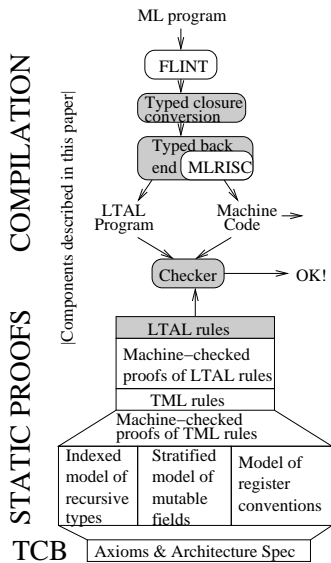 ML program
FLINT
Typed closure
conversion
Typed back
end
MLRISC
LTAL
Program
Machine
Code
Checker
OK!
COMPILATION
|Components described in this paper|
LTAL rules
Machine−checked
proofs of LTAL rules
TML rules
Machine−checked
proofs of TML rules
Indexed
model of
recursive
types
Stratified
model of
mutable
fields
Model of
register
conventions
STATIC PROOFS
TCB
Axioms & Architecture Spec